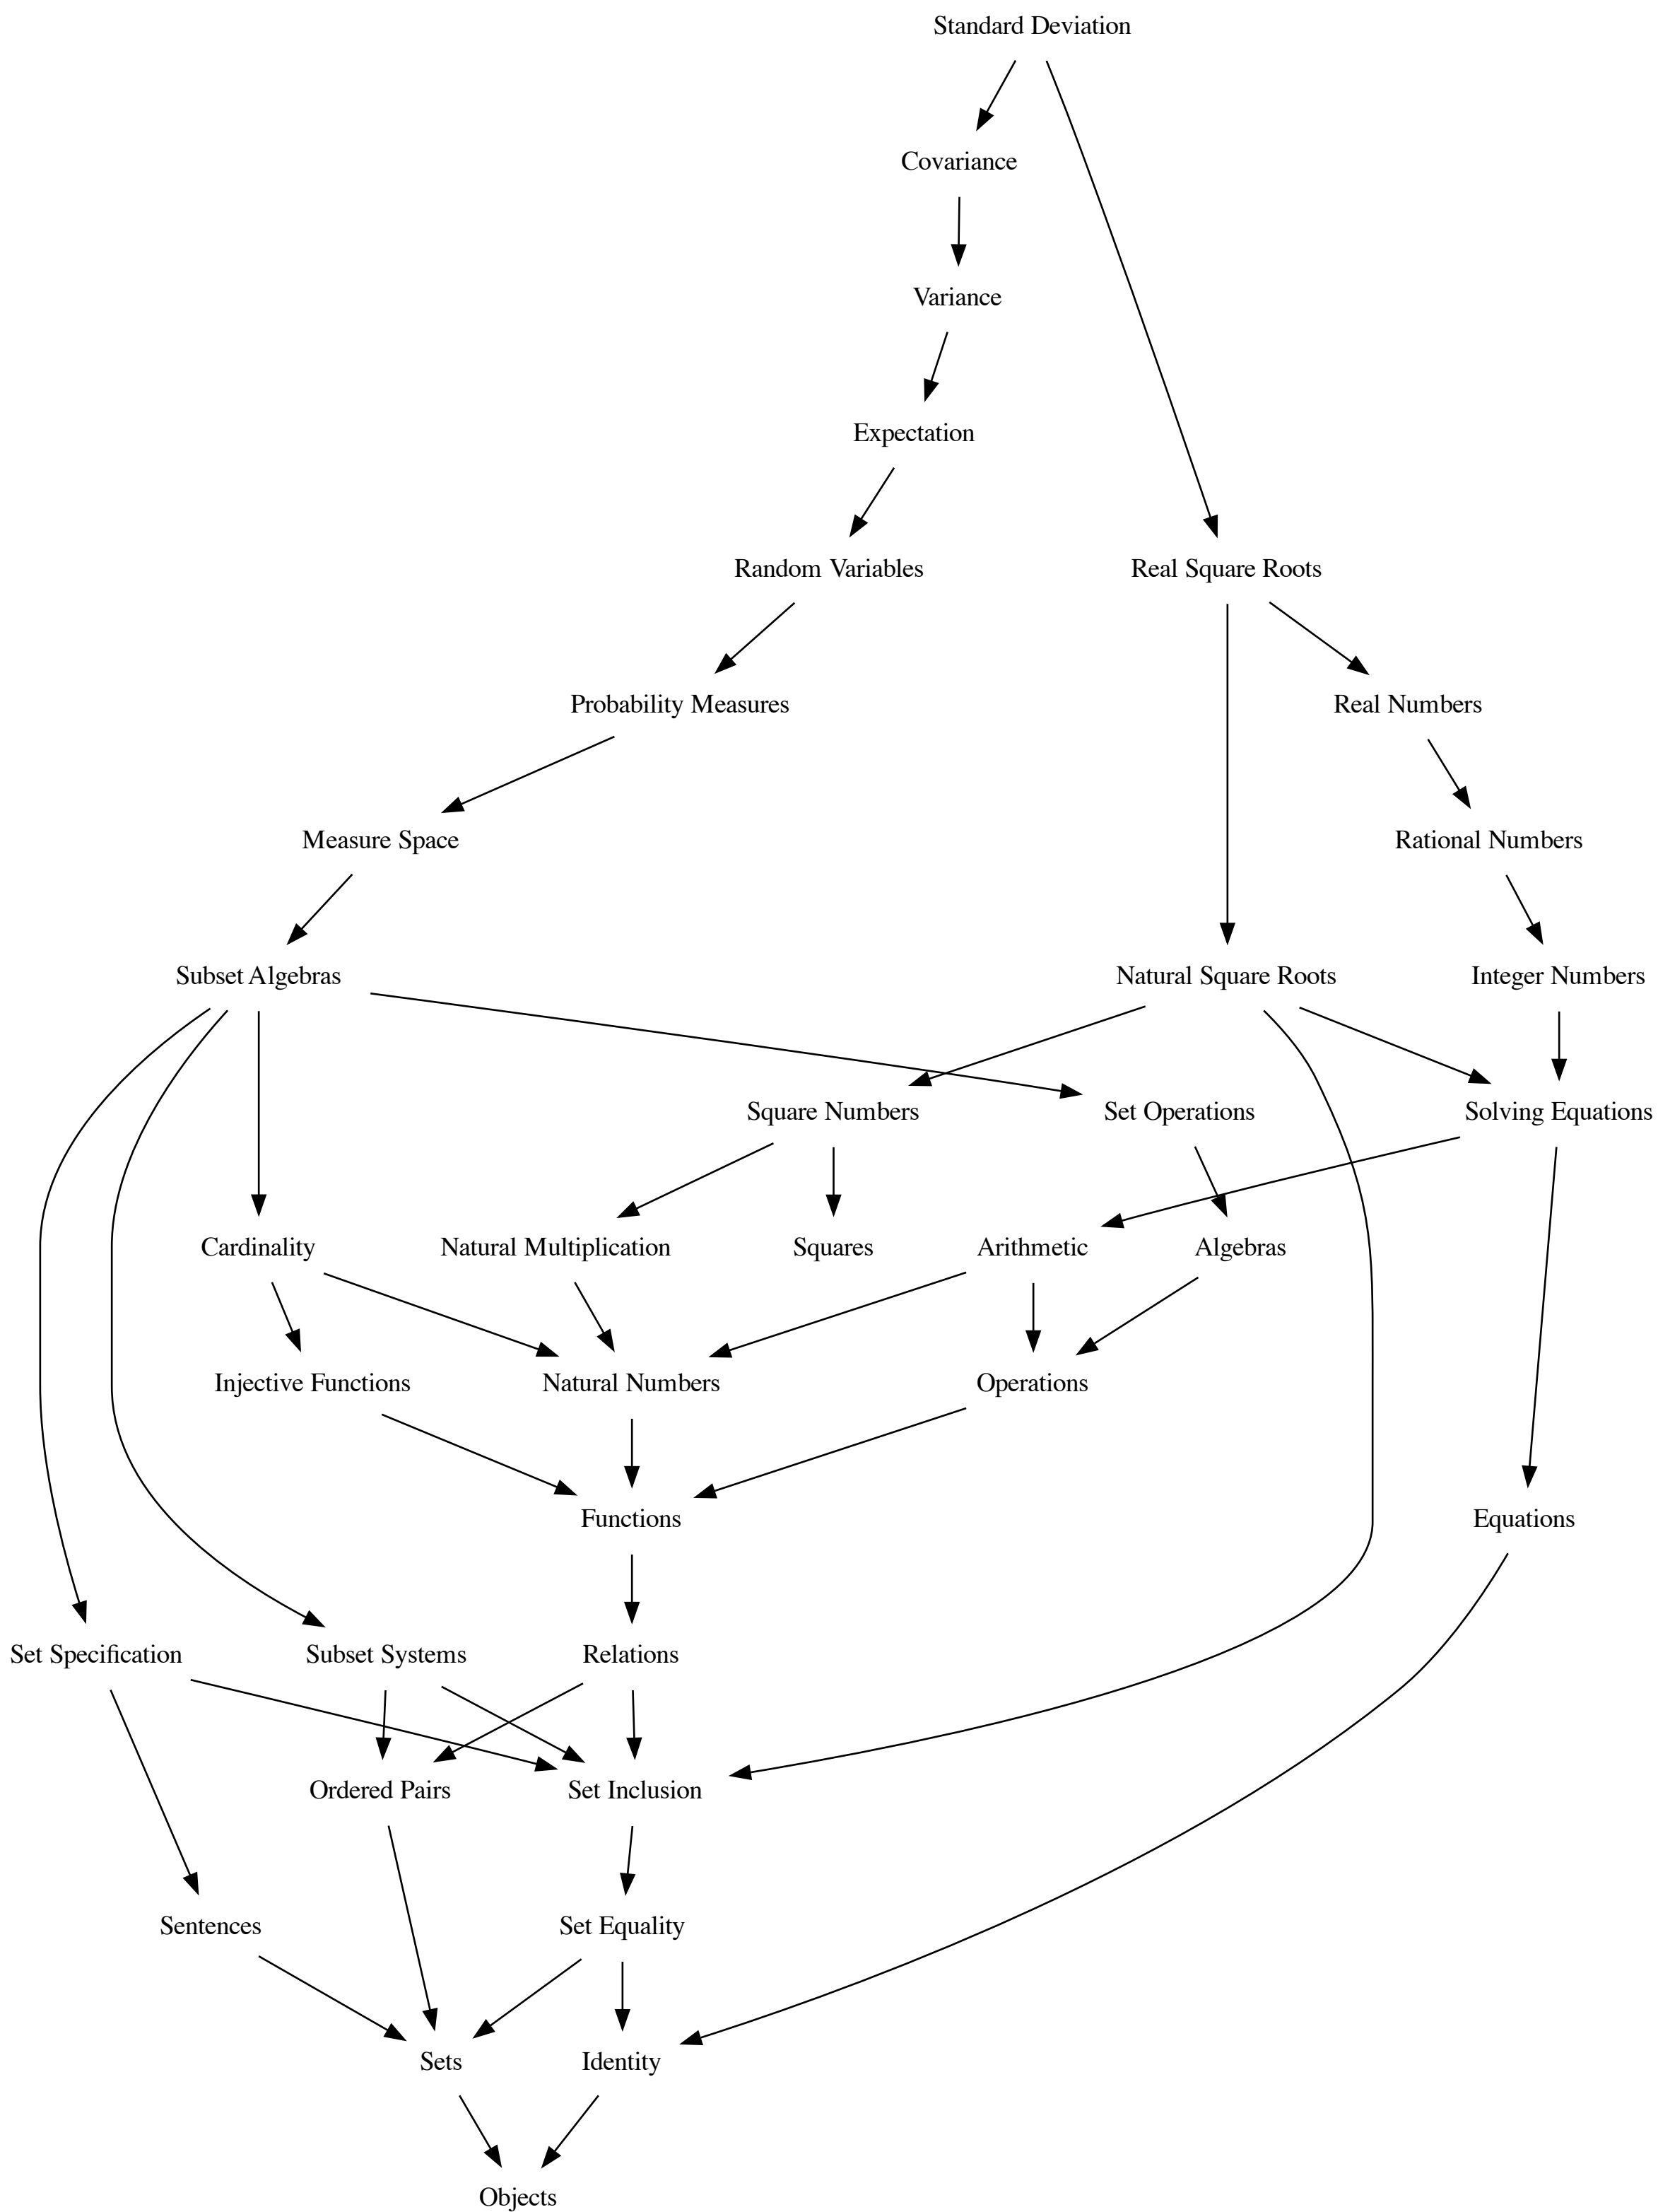 Standard Deviation
Covariance
Variance
Expectation
Random Variables
Real Square Roots
Probability Measures
Real Numbers
Measure Space
Rational Numbers
Subset Algebras
Natural Square Roots
Integer Numbers
Square Numbers
Set Operations
Solving Equations
Cardinality
Natural Multiplication
Squares
Arithmetic
Algebras
Injective Functions
Natural Numbers
Operations
Functions
Equations
Set Specification
Subset Systems
Relations
Ordered Pairs
Set Inclusion
Sentences
Set Equality
Sets
Identity
Objects